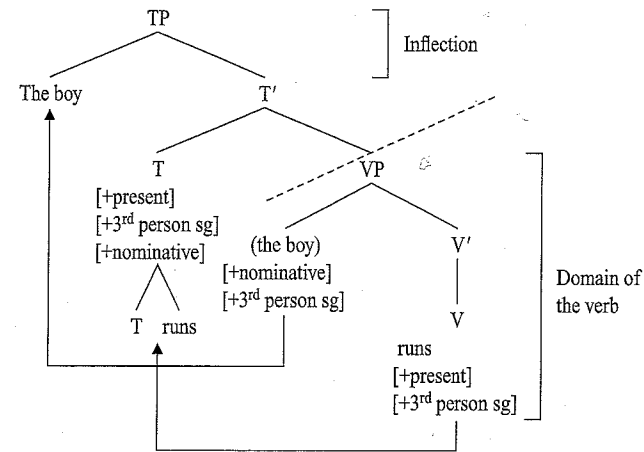 TP
Inflection
The boy
T′
T
VP
[+present]
[+3rd person sg]
[+nominative]
(the boy)
[+nominative]
[+3rd person sg]
V′
Domain of
the verb
T runs
V
runs
[+present]
[+3rd person sg]